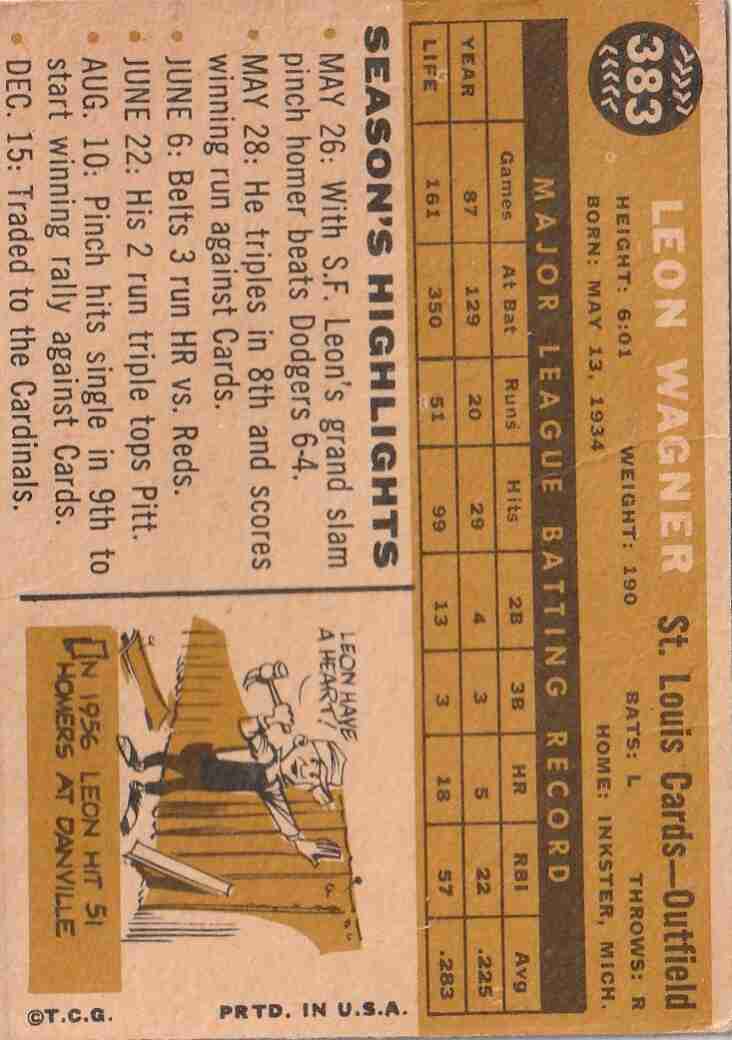 383
LEON WAGNER St. Louis Cards—Outfield
HEIGHT: 6:01 WEIGHT: 190 BATS: L THROWS: R
BORN: MAY 13, 1934 HOME: INKSTER, MICH.
MAJOR LEAGUE BATTING RECORD
Games At Bat Runs Hits 2B 3B HR RBI Avg
YEAR 87 129 20 29 4 3 5 22 .225
LIFE 161 350 51 99 13 3 18 57 .283
SEASON'S HIGHLIGHTS
• MAY 26: With S.F. Leon's grand slam
pinch homer beats Dodgers 6-4.
• MAY 28: He triples in 8th and scores
winning run against Cards.
• JUNE 6: Belts 3 run HR vs. Reds.
• JUNE 22: His 2 run triple tops Pitt.
• AUG. 10: Pinch hits single in 9th to
start winning rally against Cards.
• DEC. 15: Traded to the Cardinals.
LEON HAVE
A HEART!
IN 1956 LEON HIT 51
HOMERS AT DANVILLE
©T.C.G. PRTD. IN U.S.A.